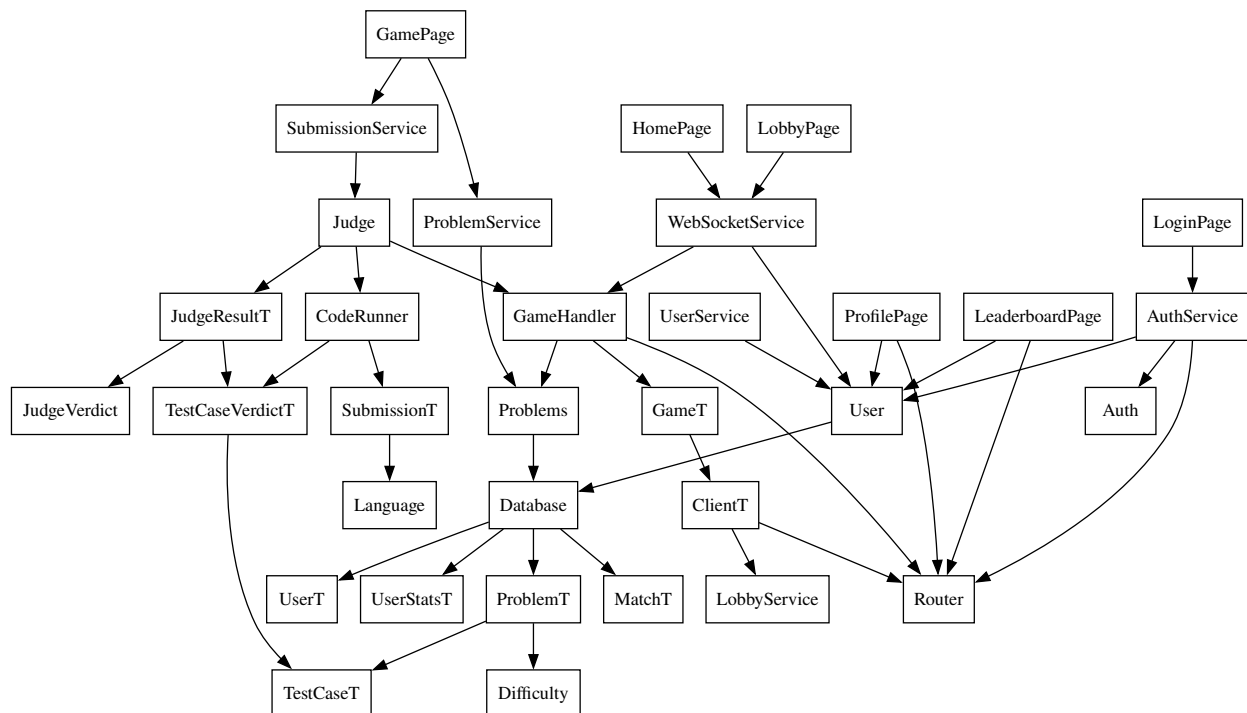 GamePage
SubmissionService
HomePage
LobbyPage
Judge
ProblemService
WebSocketService
LoginPage
JudgeResultT
CodeRunner
GameHandler
UserService
ProfilePage
LeaderboardPage
AuthService
JudgeVerdict
TestCaseVerdictT
SubmissionT
Problems
GameT
User
Auth
Language
Database
ClientT
UserT
UserStatsT
ProblemT
MatchT
LobbyService
Router
TestCaseT
Difficulty